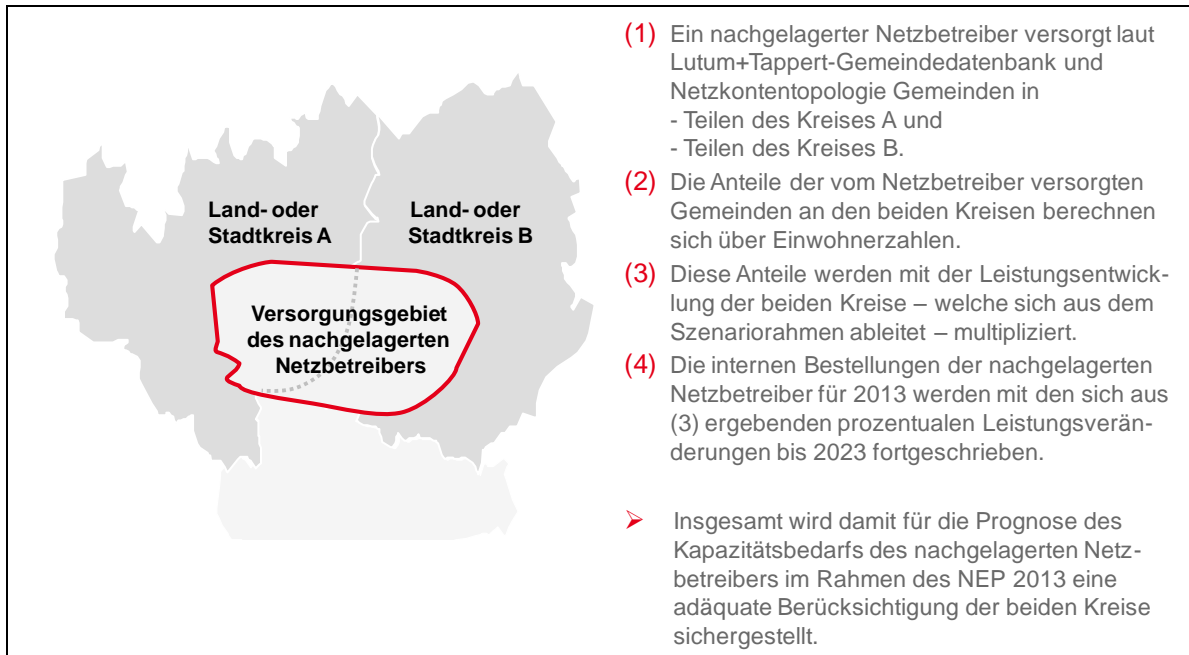 Land- oder
Stadtkreis A
Land- oder
Stadtkreis B
Versorgungsgebiet
des nachgelagerten
Netzbetreibers
(1) Ein nachgelagerter Netzbetreiber versorgt laut
Lutum+Tappert-Gemeindedatenbank und
Netzkontentopologie Gemeinden in
- Teilen des Kreises A und
- Teilen des Kreises B.
(2) Die Anteile der vom Netzbetreiber versorgten
Gemeinden an den beiden Kreisen berechnen
sich über Einwohnerzahlen.
(3) Diese Anteile werden mit der Leistungsentwick-
lung der beiden Kreise – welche sich aus dem
Szenariorahmen ableitet – multipliziert.
(4) Die internen Bestellungen der nachgelagerten
Netzbetreiber für 2013 werden mit den sich aus
(3) ergebenden prozentualen Leistungsverän-
derungen bis 2023 fortgeschrieben.
➢ Insgesamt wird damit für die Prognose des
Kapazitätsbedarfs des nachgelagerten Netz-
betreibers im Rahmen des NEP 2013 eine
adäquate Berücksichtigung der beiden Kreise
sichergestellt.